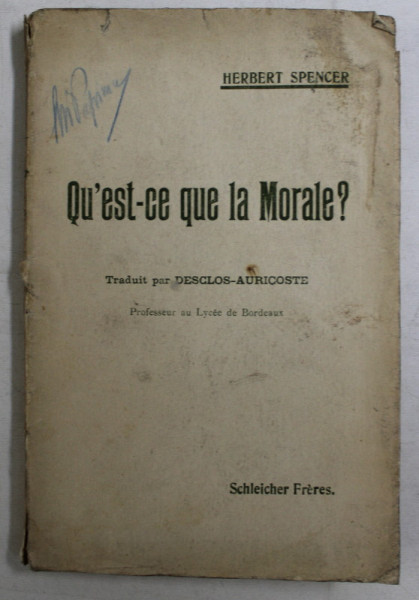 HERBERT SPENCER
Qu'est-ce que la Morale?
Traduit par DESCLOS-AURICOSTE
Professeur au Lycée de Bordeaux
Schleicher Frères.